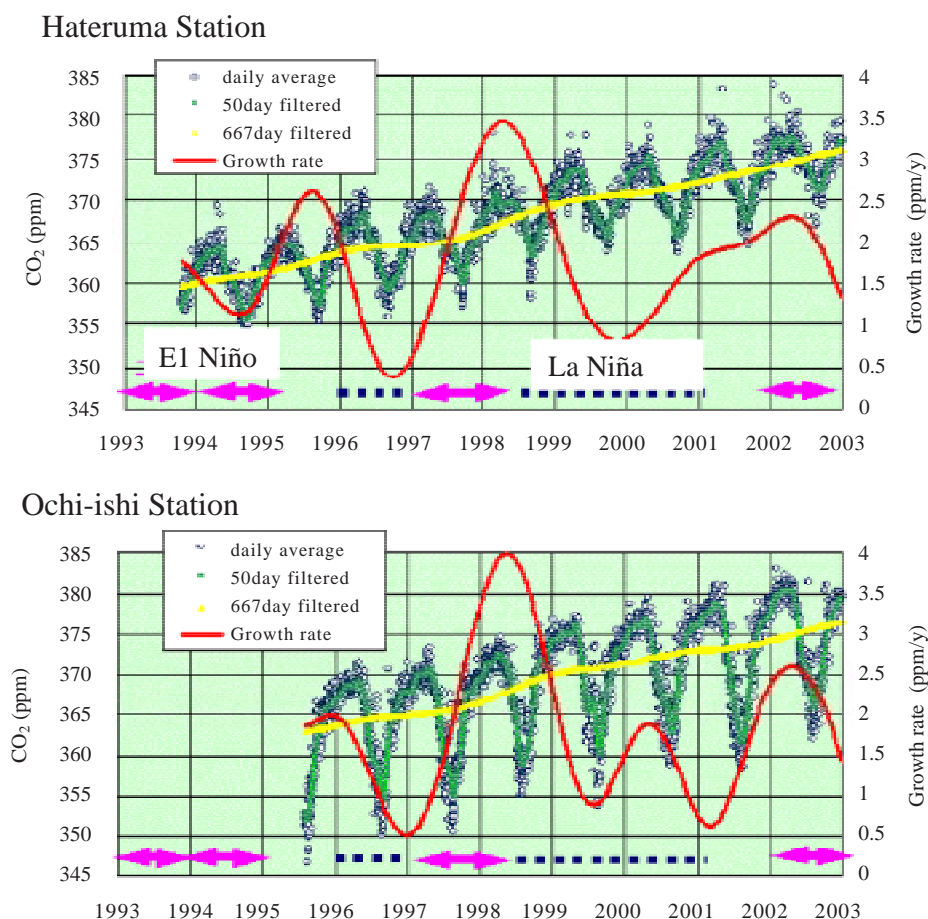 Hateruma Station
385
380
375
370
365
360
355
350
345
CO2 (ppm)
daily average
50day filtered
667day filtered
Growth rate
4
3.5
3
2.5
2
1.5
1
0.5
0
Growth rate (ppm/y)
E1 Niño
La Niña
1993 1994 1995 1996 1997 1998 1999 2000 2001 2002 2003
Ochi-ishi Station
385
380
375
370
365
360
355
350
345
CO2 (ppm)
daily average
50day filtered
667day filtered
Growth rate
4
3.5
3
2.5
2
1.5
1
0.5
0
Growth rate (ppm/y)
1993 1994 1995 1996 1997 1998 1999 2000 2001 2002 2003